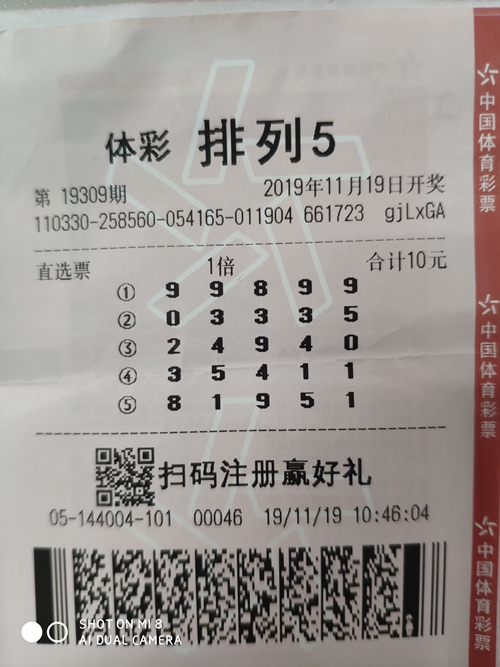 体彩 排列5
第 19309期 2019年11月19日开奖
110330-258560-054165-011904 661723 gjLxGA
直选票 1倍 合计10元
① 9 9 8 9 9
② 0 3 3 3 5
③ 2 4 9 4 0
④ 3 5 4 1 1
⑤ 8 1 9 5 1
扫码注册赢好礼
05-144004-101 00046 19/11/19 10:46:04
SHOT ON MI 8
AI DUAL CAMERA
中国体育彩票
中国体育彩票
中国体育彩票